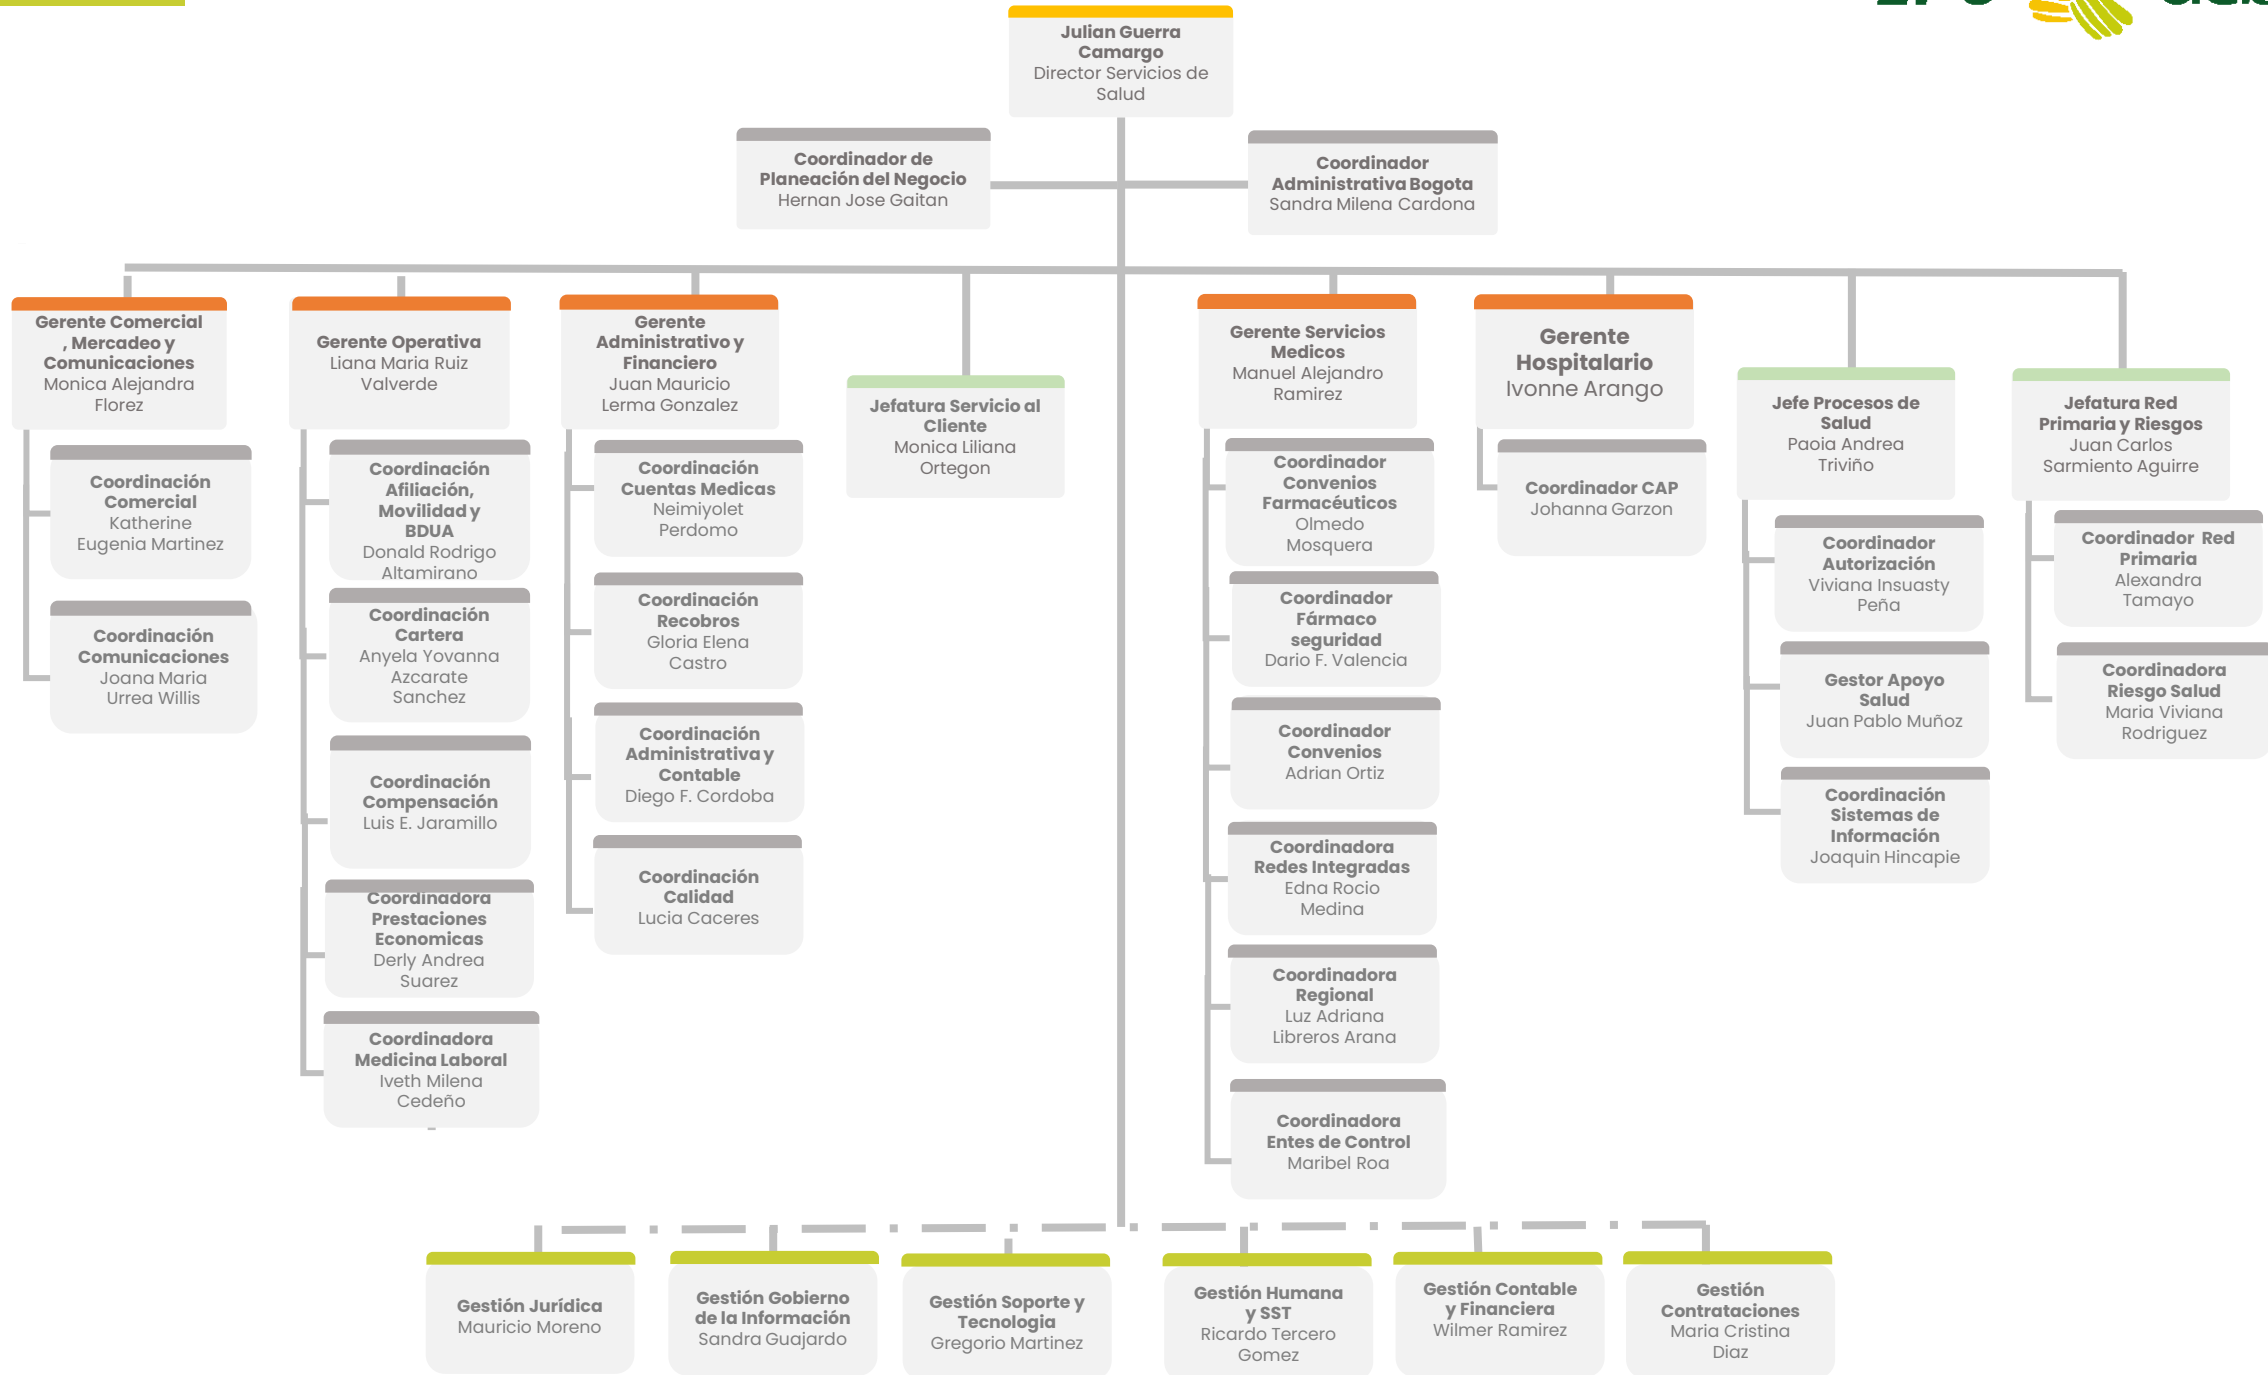 Julian Guerra
Camargo
Director Servicios de
Salud
Coordinador de
Planeación del Negocio
Hernan Jose Gaitan
Coordinador
Administrativa Bogota
Sandra Milena Cardona
Gerente Comercial
, Mercadeo y
Comunicaciones
Monica Alejandra
Florez
Coordinación
Comercial
Katherine
Eugenia Martinez
Coordinación
Comunicaciones
Joana Maria
Urrea Willis
Gerente Operativa
Liana Maria Ruiz
Valverde
Coordinación
Afiliación,
Movilidad y
BDUA
Donald Rodrigo
Altamirano
Coordinación
Cartera
Anyela Yovanna
Azcarate
Sanchez
Coordinación
Compensación
Luis E. Jaramillo
Coordinadora
Prestaciones
Economicas
Derly Andrea
Suarez
Coordinadora
Medicina Laboral
Iveth Milena
Cedeño
Gerente
Administrativo y
Financiero
Juan Mauricio
Lerma Gonzalez
Coordinación
Cuentas Medicas
Neimiyolet
Perdomo
Coordinación
Recobros
Gloria Elena
Castro
Coordinación
Administrativa y
Contable
Diego F. Cordoba
Coordinación
Calidad
Lucia Caceres
Jefatura Servicio al
Cliente
Monica Liliana
Ortegon
Gerente Servicios
Medicos
Manuel Alejandro
Ramirez
Coordinador
Convenios
Farmacéuticos
Olmedo
Mosquera
Coordinador
Fármaco
seguridad
Dario F. Valencia
Coordinador
Convenios
Adrian Ortiz
Coordinadora
Redes Integradas
Edna Rocio
Medina
Coordinadora
Regional
Luz Adriana
Libreros Arana
Coordinadora
Entes de Control
Maribel Roa
Gerente
Hospitalario
Ivonne Arango
Coordinador CAP
Johanna Garzon
Jefe Procesos de
Salud
Paoia Andrea
Triviño
Coordinador
Autorización
Viviana Insuasty
Peña
Gestor Apoyo
Salud
Juan Pablo Muñoz
Coordinación
Sistemas de
Información
Joaquin Hincapie
Jefatura Red
Primaria y Riesgos
Juan Carlos
Sarmiento Aguirre
Coordinador Red
Primaria
Alexandra
Tamayo
Coordinadora
Riesgo Salud
Maria Viviana
Rodriguez
Gestión Jurídica
Mauricio Moreno
Gestión Gobierno
de la Información
Sandra Guajardo
Gestión Soporte y
Tecnologia
Gregorio Martinez
Gestión Humana
y SST
Ricardo Tercero
Gomez
Gestión Contable
y Financiera
Wilmer Ramirez
Gestión
Contrataciones
Maria Cristina
Diaz